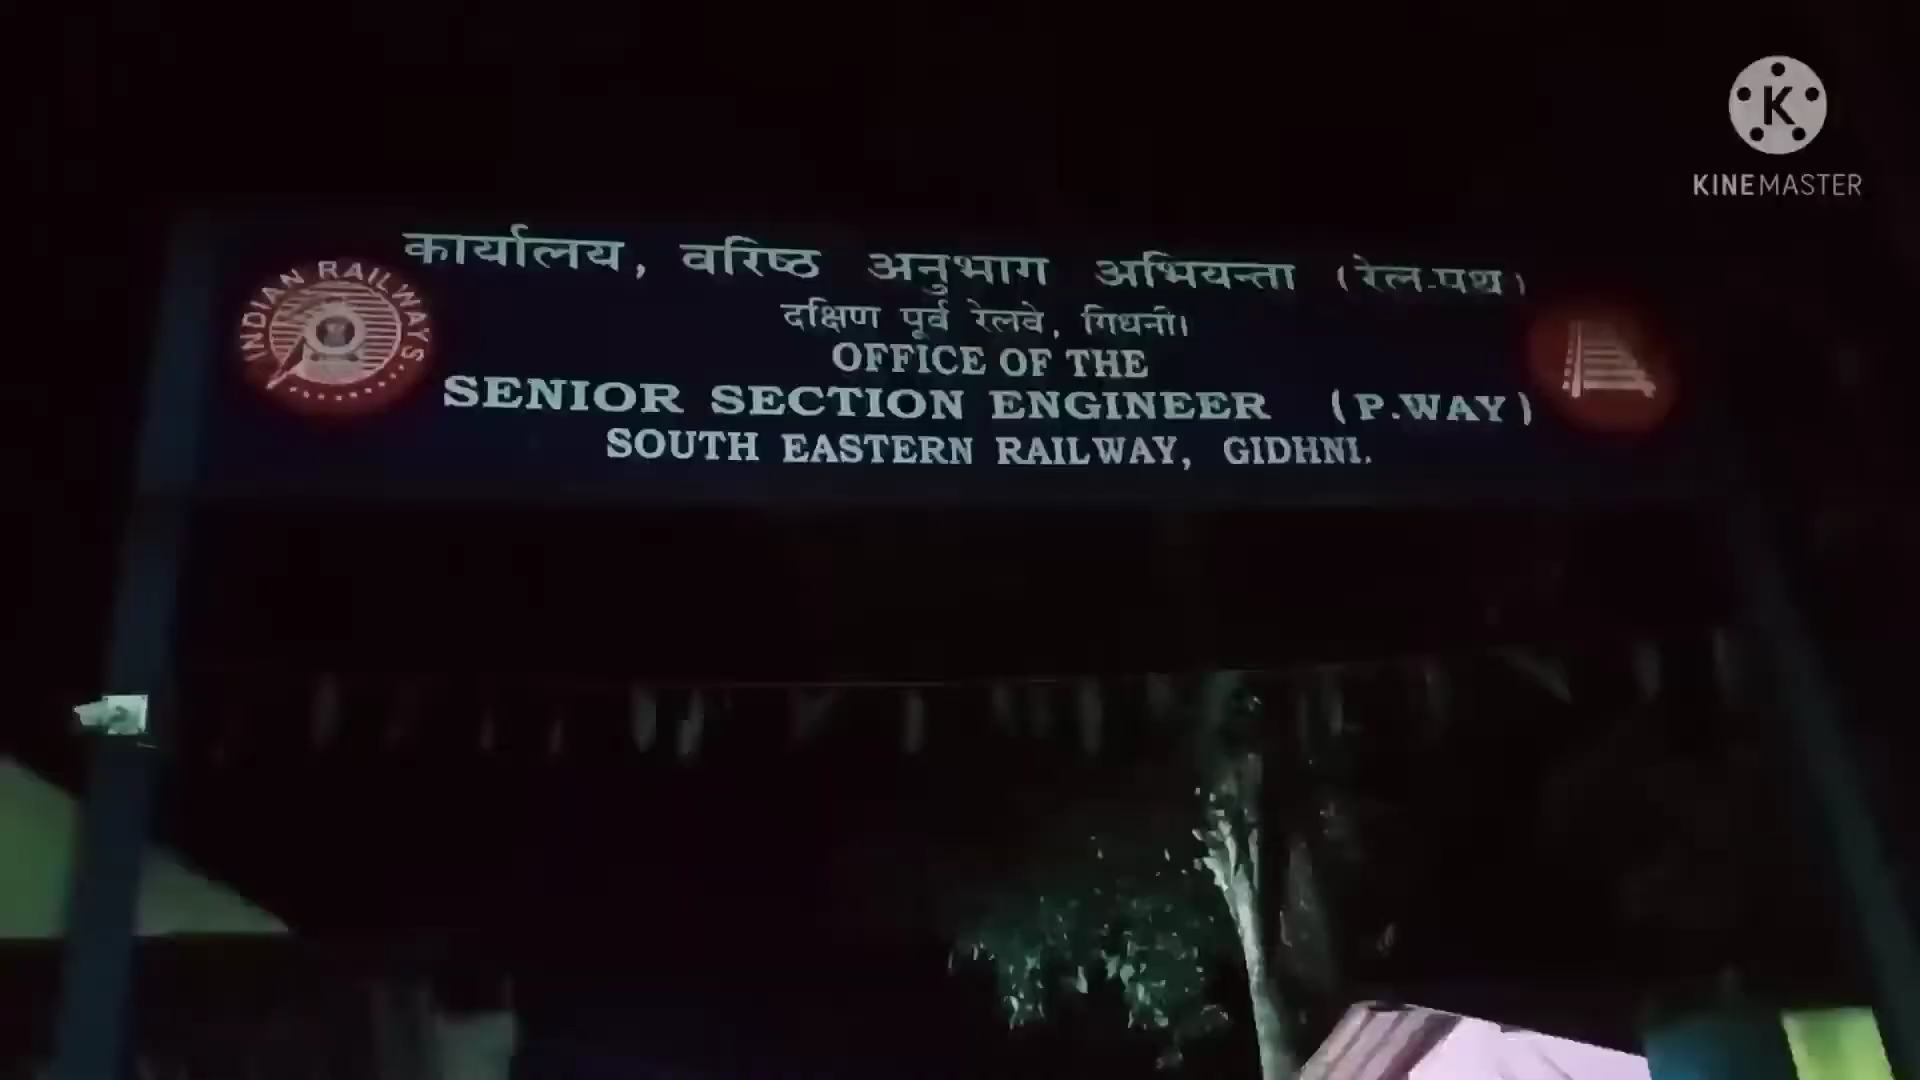 कार्यालय, वरिष्ठ अनुभाग अभियन्ता (रेल-पथ)
दक्षिण पूर्व रेलवे, गिधनी।
OFFICE OF THE
SENIOR SECTION ENGINEER (P.WAY)
SOUTH EASTERN RAILWAY, GIDHNI.
INDIAN RAILWAYS
K
KINEMASTER